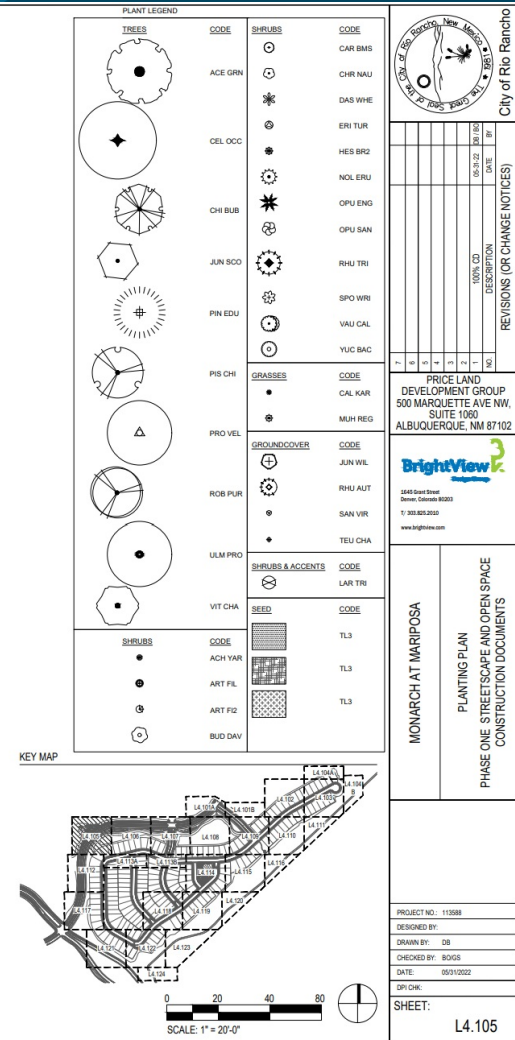 PLANT LEGEND
TREES CODE
ACE GRN
CEL OCC
CHI BUB
JUN SCO
PIN EDU
PIS CHI
PRO VEL
ROB PUR
ULM PRO
VIT CHA
SHRUBS CODE
ACH YAR
ART FIL
ART FI2
BUD DAV
SHRUBS CODE
CAR BMS
CHR NAU
DAS WHE
ERI TUR
HES BR2
NOL ERU
OPU ENG
OPU SAN
RHU TRI
SPO WRI
VAU CAL
YUC BAC
GRASSES CODE
CAL KAR
MUH REG
GROUNDCOVER CODE
JUN WIL
RHU AUT
SAN VIR
TEU CHA
SHRUBS & ACCENTS CODE
LAR TRI
SEED CODE
TL3
TL3
TL3
KEY MAP
L4.104A
L4.104
B
L4.103
L4.102
L4.101A
L4.101B
L4.105
L4.106
L4.107
L4.108
L4.109
L4.110
L4.111
L4.112
L4.113A
L4.113B
L4.114
L4.115
L4.116
L4.117
L4.118
L4.119
L4.120
L4.121
L4.122
L4.123
L4.124
0 20 40 80
SCALE: 1" = 20'-0"
The Great Seal of the City of Rio Rancho, New Mexico
1981
City of Rio Rancho
7
6
5
4
3
2
1 100% CD 05-31-22 DB / BO
NO. DESCRIPTION DATE BY
REVISIONS (OR CHANGE NOTICES)
PRICE LAND
DEVELOPMENT GROUP
500 MARQUETTE AVE NW,
SUITE 1060
ALBUQUERQUE, NM 87102
BrightView
Design Group
1645 Grant Street
Denver, Colorado 80203
T/ 303.825.2010
www.brightview.com
MONARCH AT MARIPOSA
PLANTING PLAN
PHASE ONE STREETSCAPE AND OPEN SPACE
CONSTRUCTION DOCUMENTS
PROJECT NO.: 113588
DESIGNED BY:
DRAWN BY: DB
CHECKED BY: BO/GS
DATE: 05/31/2022
DPI CHK:
SHEET:
L4.105